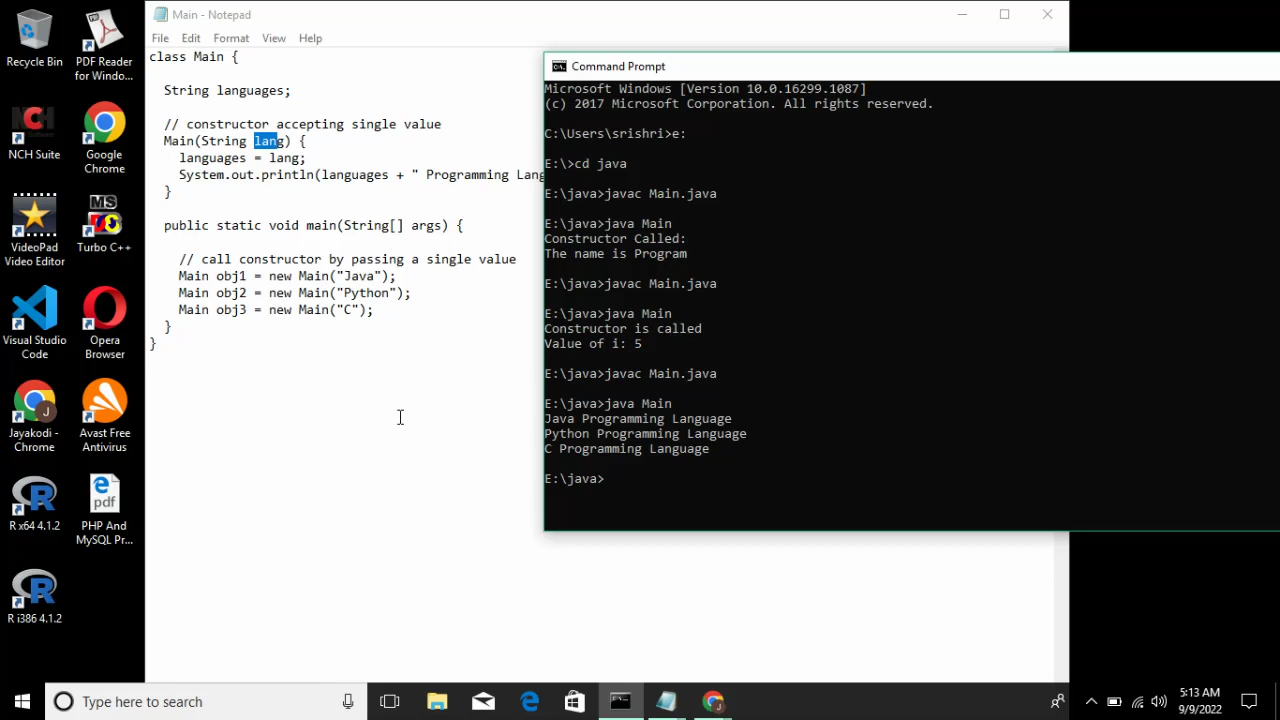 Recycle Bin
PDF Reader
for Windo...
NCH
NCH Suite
Google
Chrome
VideoPad
Video Editor
MS
Turbo C++
Visual Studio
Code
Opera
Browser
J
Jayakodi -
Chrome
Avast Free
Antivirus
R x64 4.1.2
pdf
PHP And
MySQL Pr...
R i386 4.1.2
Main - Notepad
File Edit Format View Help
class Main {
String languages;
// constructor accepting single value
Main(String lang) {
languages = lang;
System.out.println(languages + " Programming Lang
}
public static void main(String[] args) {
// call constructor by passing a single value
Main obj1 = new Main("Java");
Main obj2 = new Main("Python");
Main obj3 = new Main("C");
}
}
Command Prompt
Microsoft Windows [Version 10.0.16299.1087]
(c) 2017 Microsoft Corporation. All rights reserved.
C:\Users\srishri>e:
E:\>cd java
E:\java>javac Main.java
E:\java>java Main
Constructor Called:
The name is Program
E:\java>javac Main.java
E:\java>java Main
Constructor is called
Value of i: 5
E:\java>javac Main.java
E:\java>java Main
Java Programming Language
Python Programming Language
C Programming Language
E:\java>
Type here to search
5:13 AM
9/9/2022